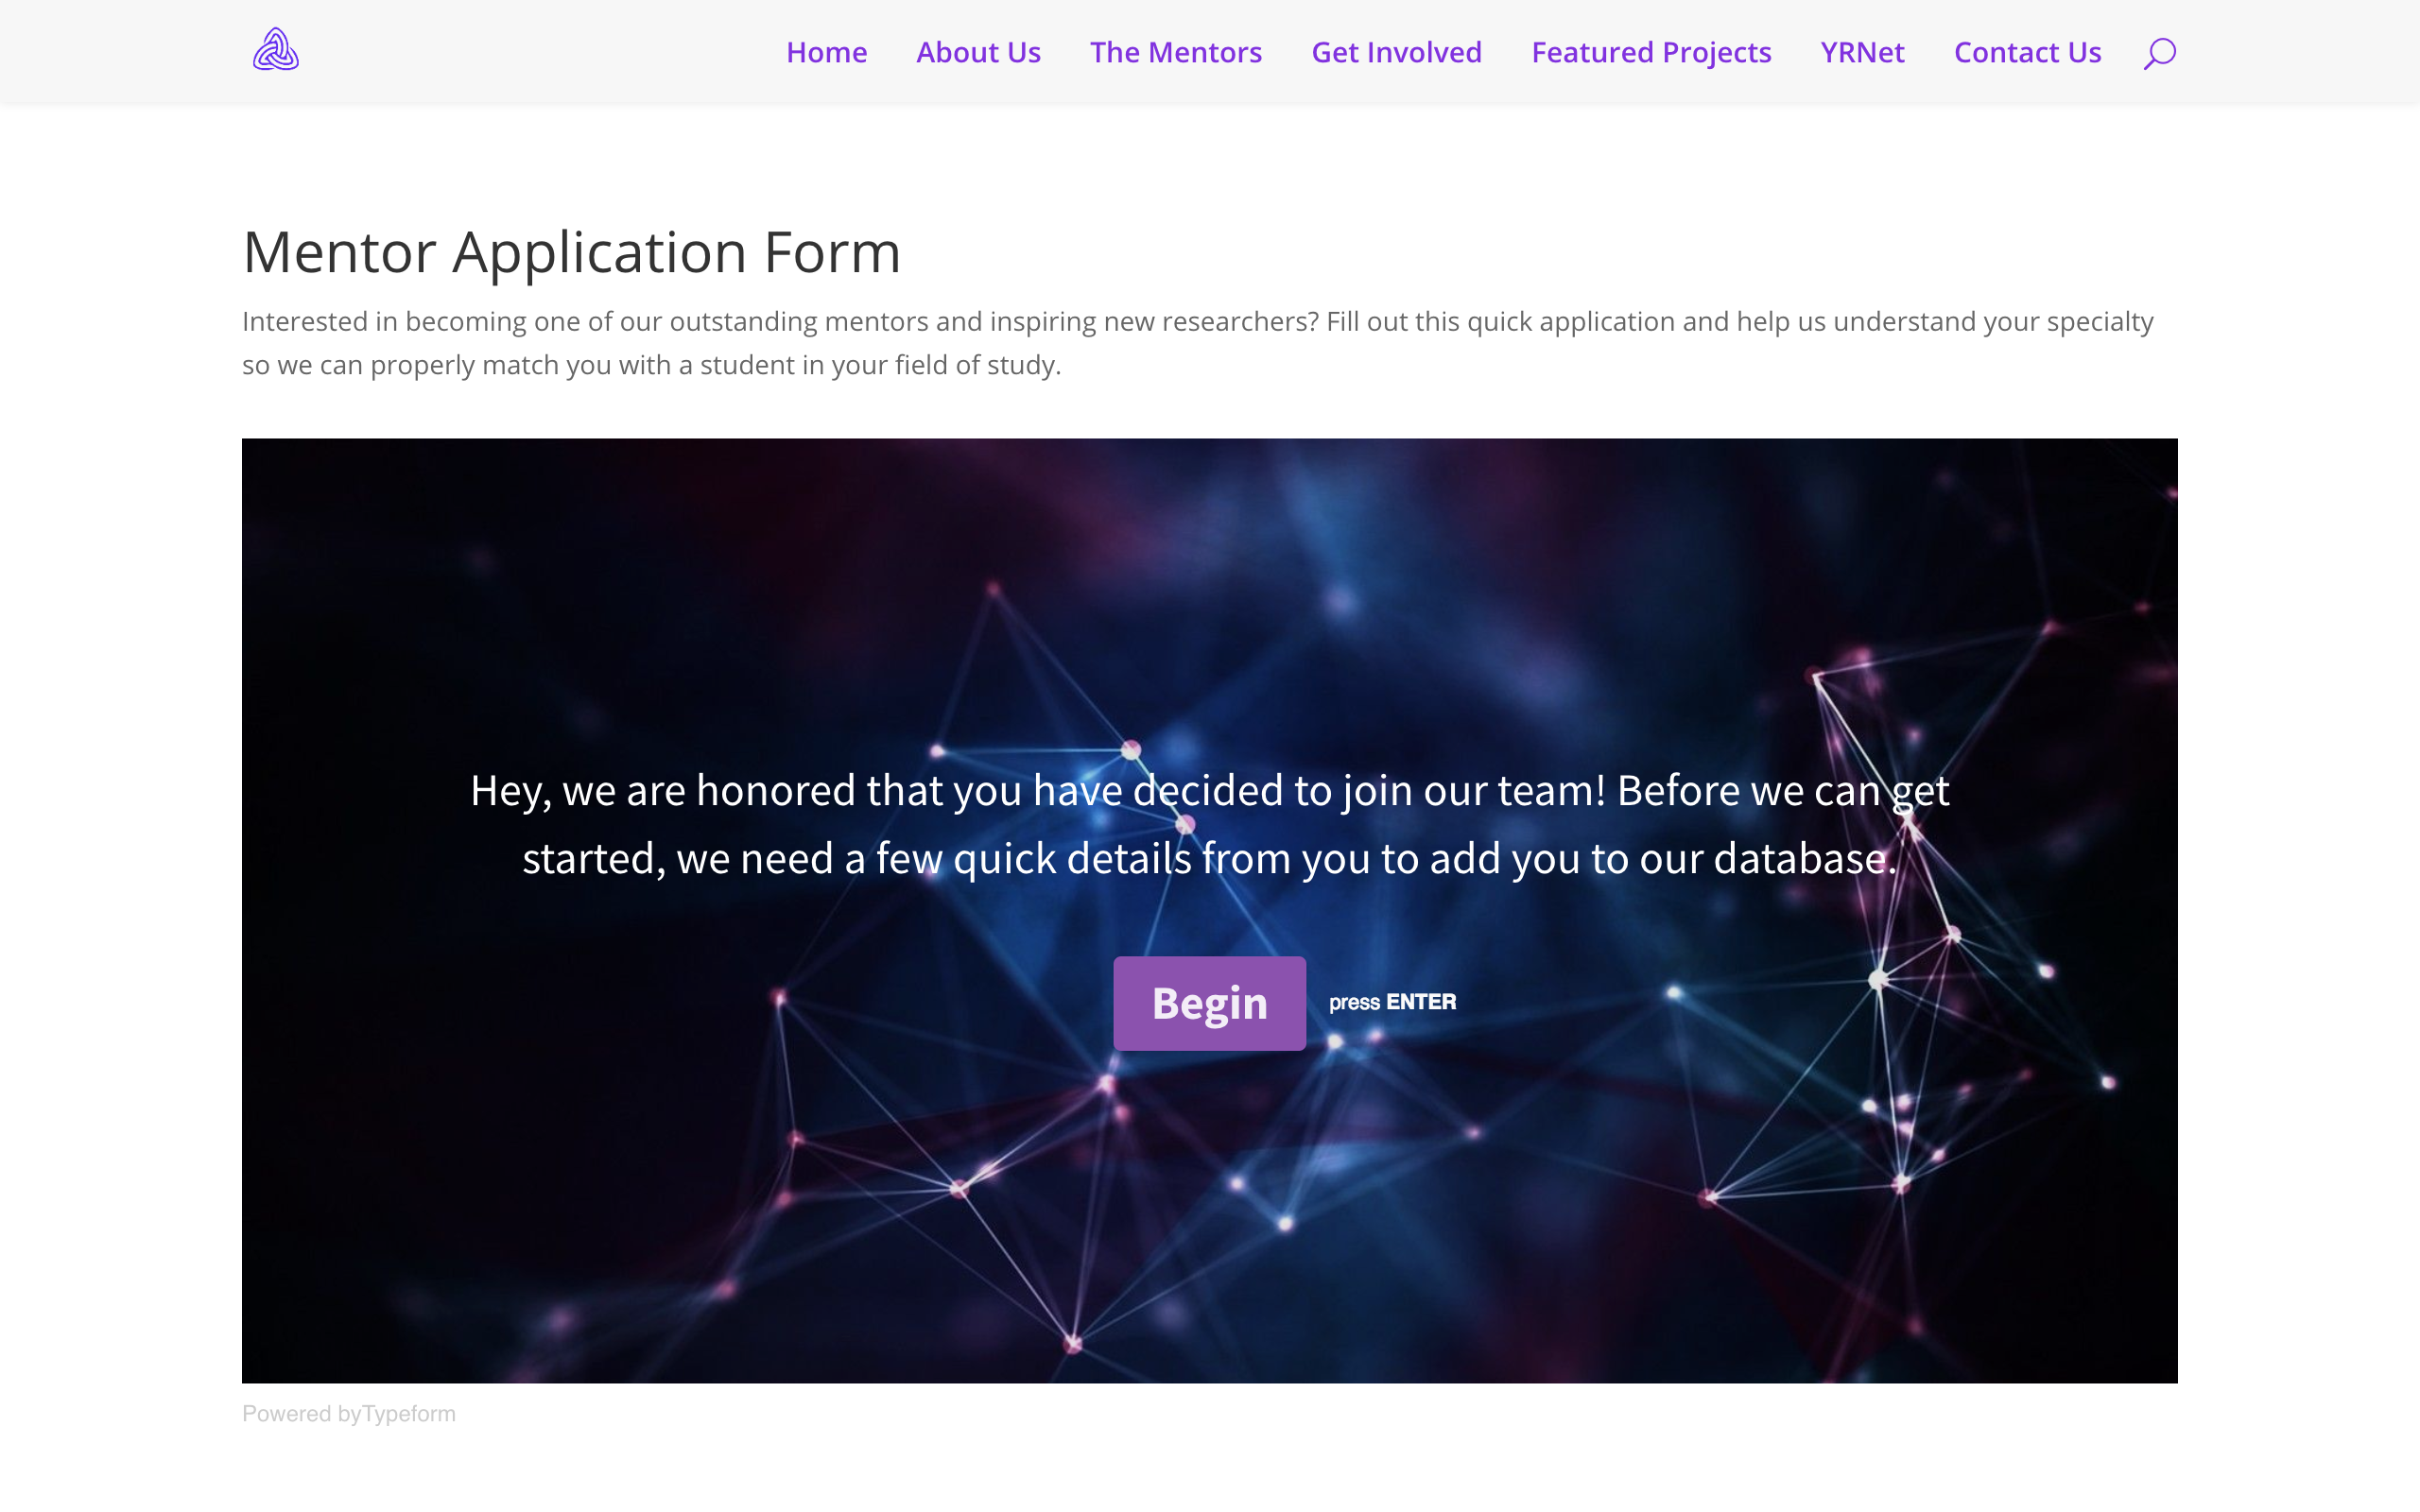 Home About Us The Mentors Get Involved Featured Projects YRNet Contact Us
Mentor Application Form
Interested in becoming one of our outstanding mentors and inspiring new researchers? Fill out this quick application and help us understand your specialty
so we can properly match you with a student in your field of study.
Hey, we are honored that you have decided to join our team! Before we can get
started, we need a few quick details from you to add you to our database.
Begin press ENTER
Powered byTypeform